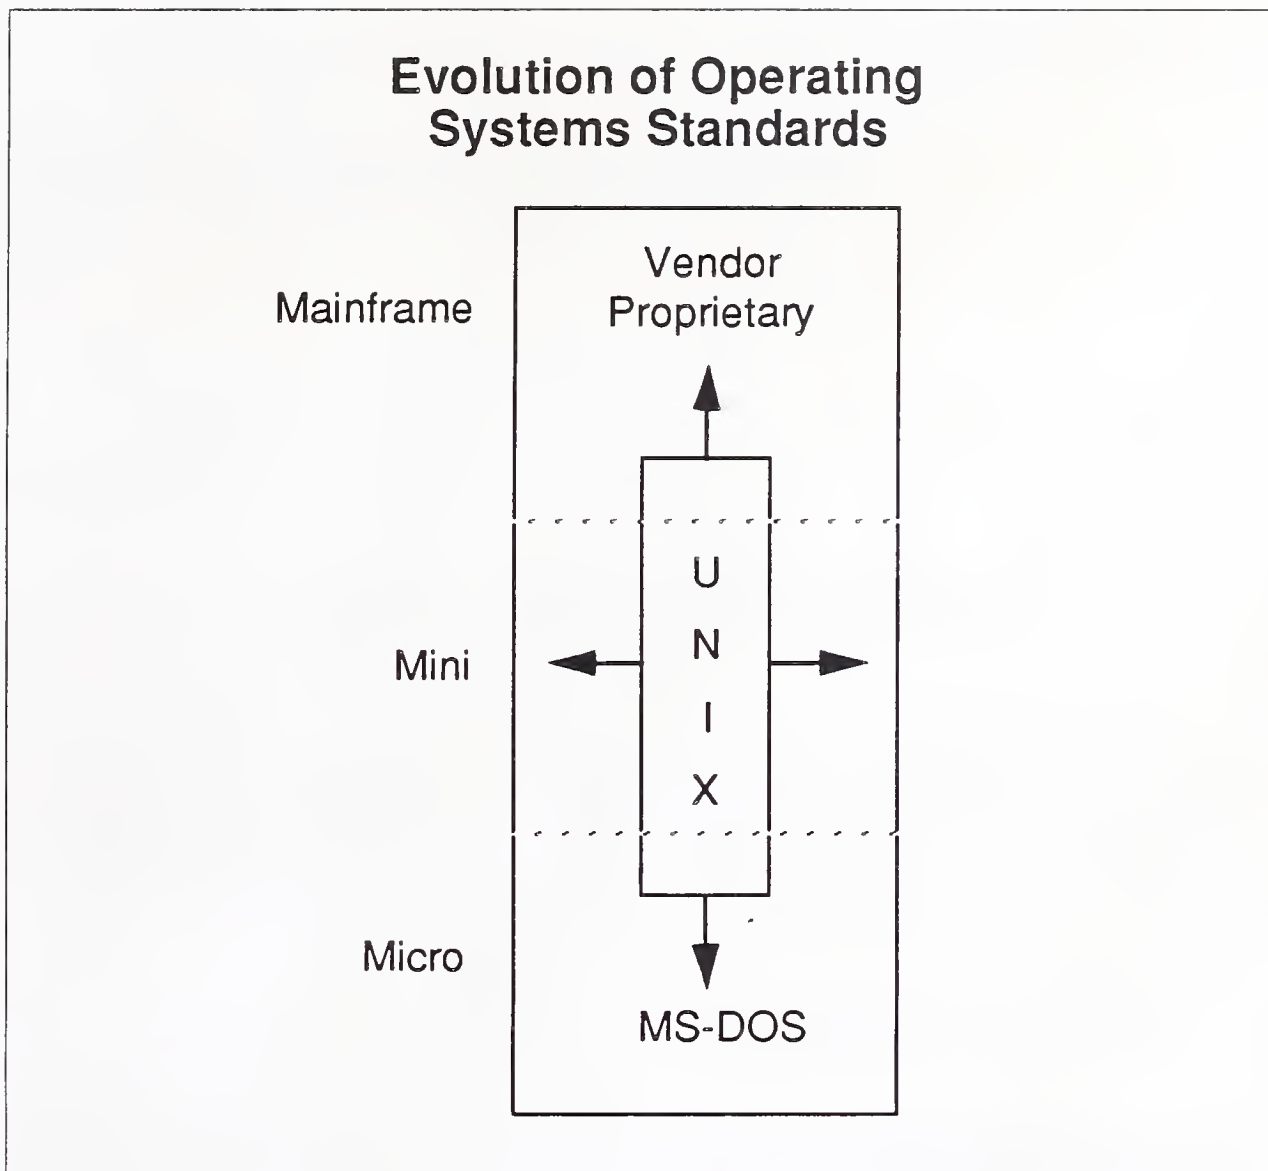 Evolution of Operating
Systems Standards
Vendor
Proprietary
Mainframe
U
N
I
X
Mini
Micro
MS-DOS